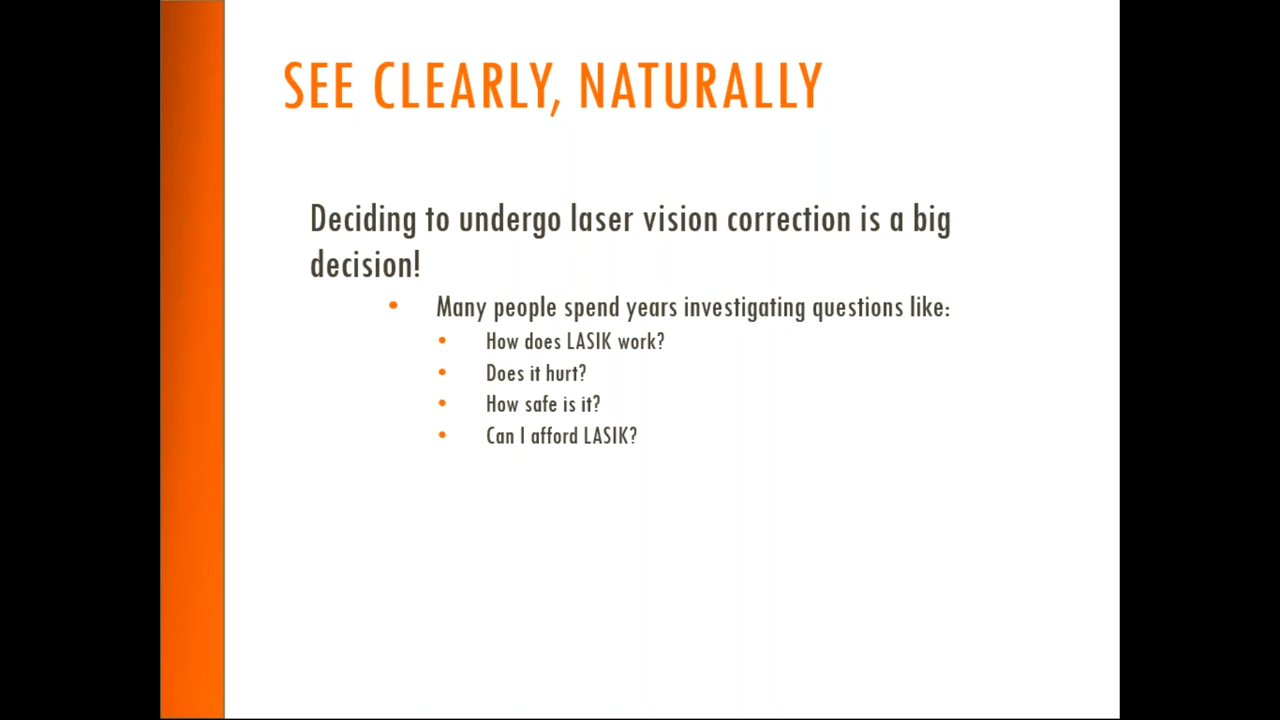 SEE CLEARLY, NATURALLY
Deciding to undergo laser vision correction is a big
decision!
• Many people spend years investigating questions like:
• How does LASIK work?
• Does it hurt?
• How safe is it?
• Can I afford LASIK?